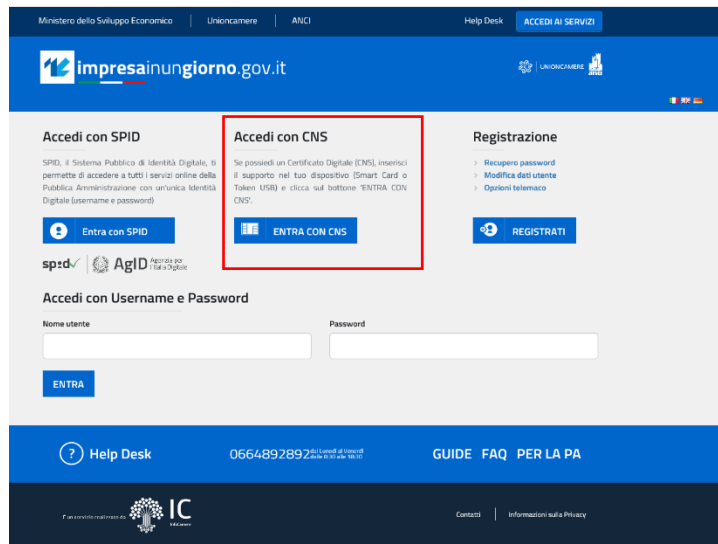 Ministero dello Sviluppo Economico
Unioncamere
ANCI
Help Desk
ACCEDI AI SERVIZI
impresainungiorno.gov.it
UNIONCAMERE
Accedi con SPID
SPID, il Sistema Pubblico di Identità Digitale, ti
permette di accedere a tutti i servizi online della
Pubblica Amministrazione con un'unica Identità
Digitale (username e password)
Entra con SPID
spid
AgID Agenzia per
l'Italia Digitale
Accedi con CNS
Se possiedi un Certificato Digitale (CNS), inserisci
il supporto nel tuo dispositivo (Smart Card o
Token USB) e clicca sul bottone 'ENTRA CON
CNS'.
ENTRA CON CNS
Registrazione
Recupero password
Modifica dati utente
Opzioni telemaco
REGISTRATI
Accedi con Username e Password
Nome utente
Password
ENTRA
? Help Desk
0664892892 dal Lunedì al Venerdì
dalle 8:30 alle 18:30
GUIDE FAQ PER LA PA
IC
InfoCamere
Contatti
Informazioni sulla Privacy